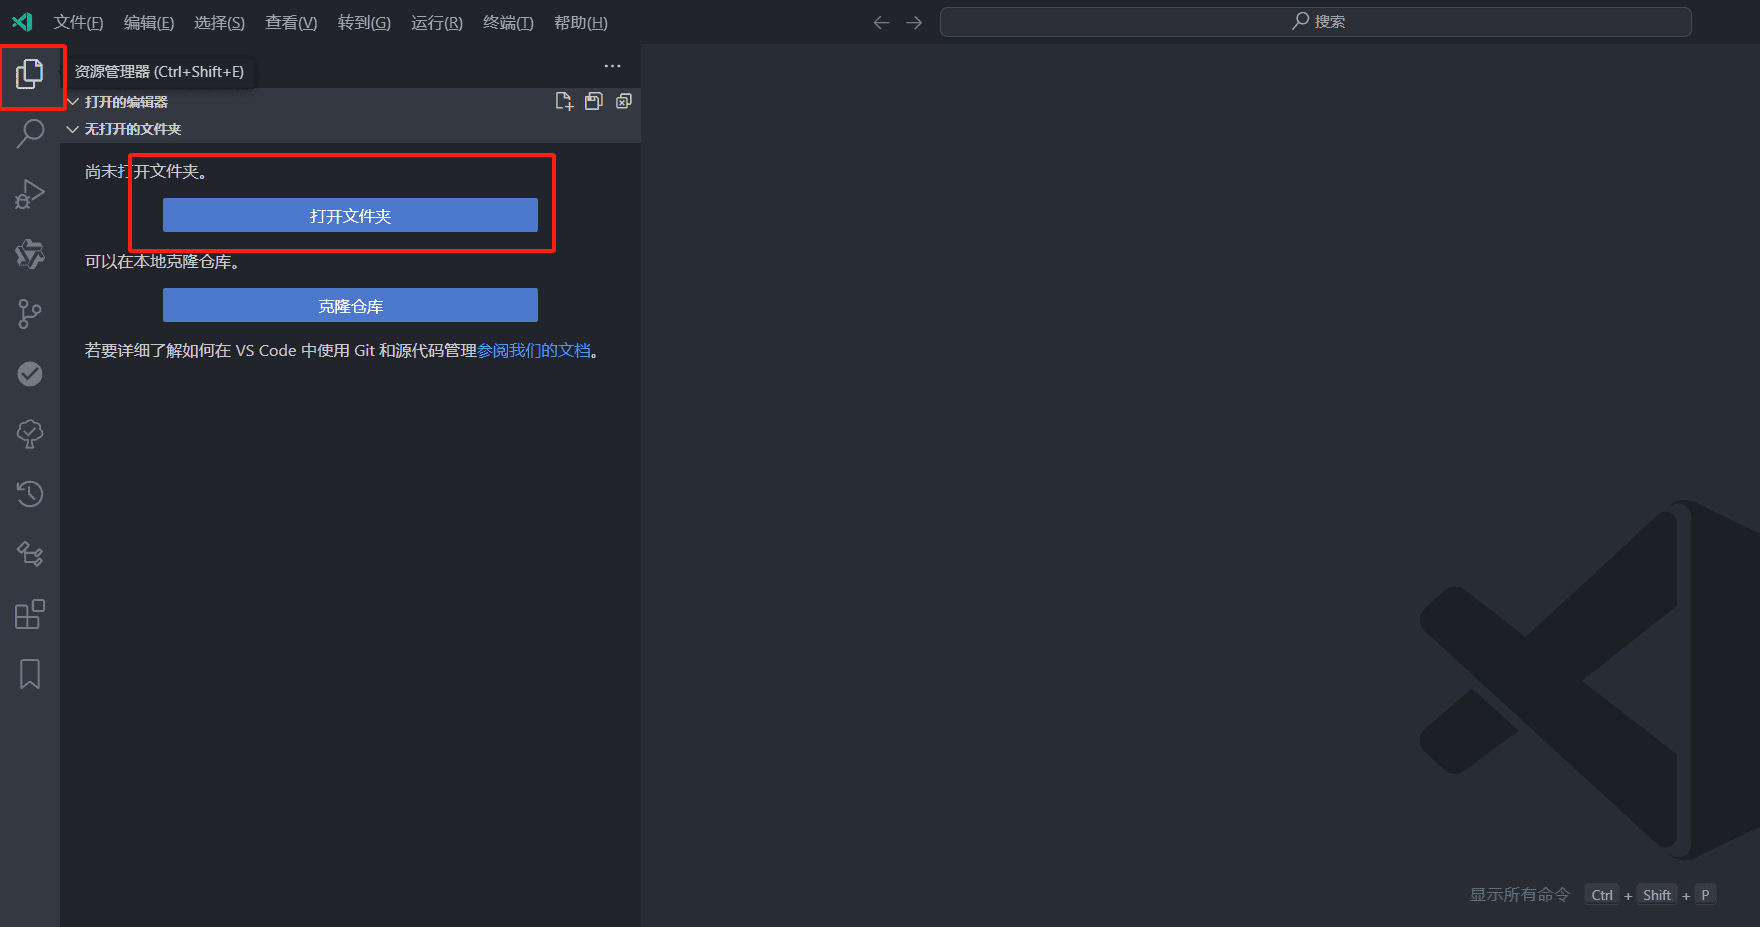 文件(F) 编辑(E) 选择(S) 查看(V) 转到(G) 运行(R) 终端(T) 帮助(H) 搜索
资源管理器 (Ctrl+Shift+E)
打开的编辑器
无打开的文件夹
尚未打开文件夹。
打开文件夹
可以在本地克隆仓库。
克隆仓库
若要详细了解如何在 VS Code 中使用 Git 和源代码管理参阅我们的文档。
显示所有命令 Ctrl + Shift + P